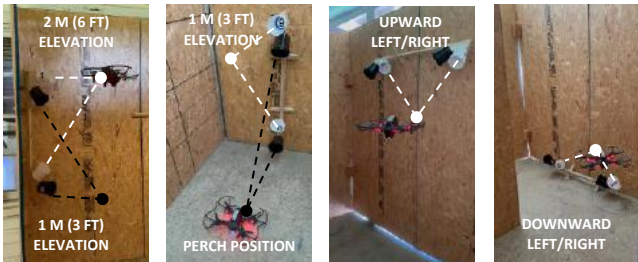 2 M (6 FT)
ELEVATION
1 M (3 FT)
ELEVATION
1 M (3 FT)
ELEVATION
PERCH POSITION
UPWARD
LEFT/RIGHT
DOWNWARD
LEFT/RIGHT